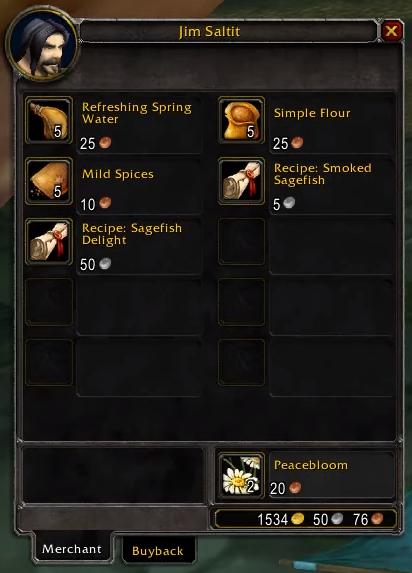 Jim Saltit
Refreshing Spring
Water
5
25
Simple Flour
5
25
Mild Spices
5
10
Recipe: Smoked
Sagefish
5
Recipe: Sagefish
Delight
50
Peacebloom
2
20
1534 50 76
Merchant
Buyback